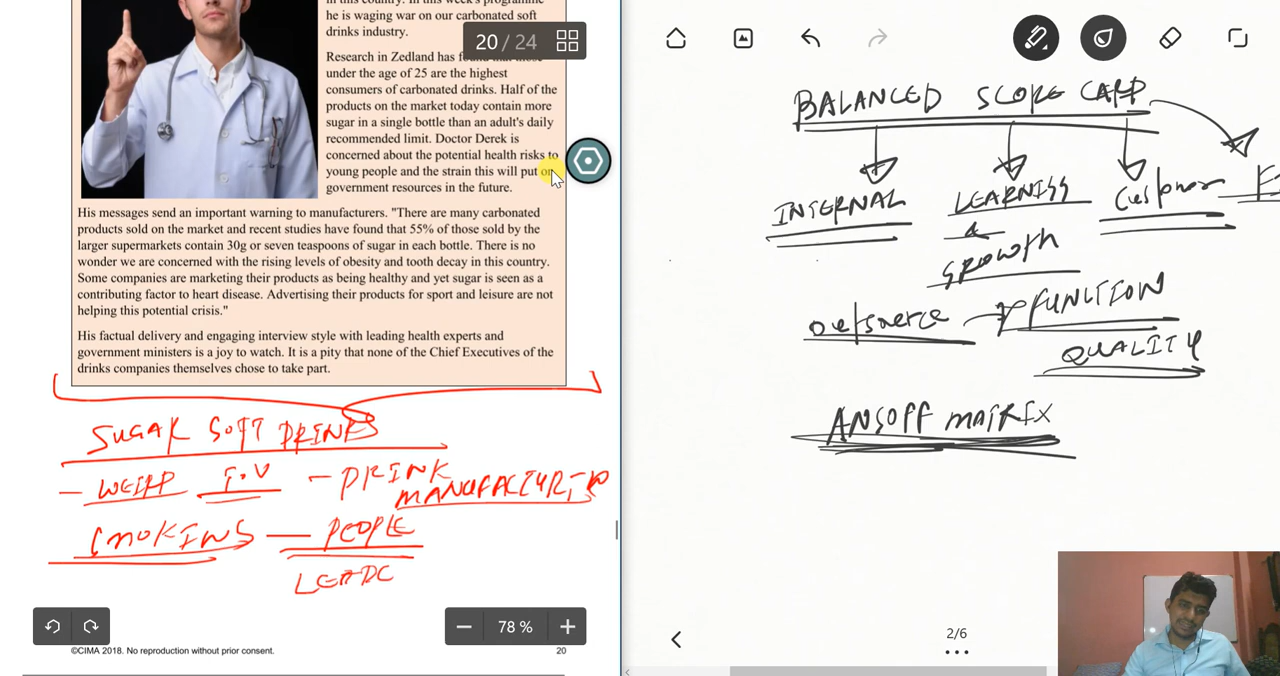 in this country. In this week's programme
he is waging war on our carbonated soft
drinks industry.
20 / 24
Research in Zedland has
under the age of 25 are the highest
consumers of carbonated drinks. Half of the
products on the market today contain more
sugar in a single bottle than an adult's daily
recommended limit. Doctor Derek is
concerned about the potential health risks to
young people and the strain this will put on
government resources in the future.
His messages send an important warning to manufacturers. "There are many carbonated
products sold on the market and recent studies have found that 55% of those sold by the
larger supermarkets contain 30g or seven teaspoons of sugar in each bottle. There is no
wonder we are concerned with the rising levels of obesity and tooth decay in this country.
Some companies are marketing their products as being healthy and yet sugar is seen as a
contributing factor to heart disease. Advertising their products for sport and leisure are not
helping this potential crisis."
His factual delivery and engaging interview style with leading health experts and
government ministers is a joy to watch. It is a pity that none of the Chief Executives of the
drinks companies themselves chose to take part.
SUGAR SOFT DRINKS
T.V - DRINK
MANUFACTURER
SMOKING — PEOPLE
78 %
©CIMA 2018. No reproduction without prior consent.
20
BALANCED SCORE CARD
INTERNAL
LEARNING
&
GROWTH
Customer
Outsource
FUNCTION
QUALITY
ANSOFF MATRIX
2/6